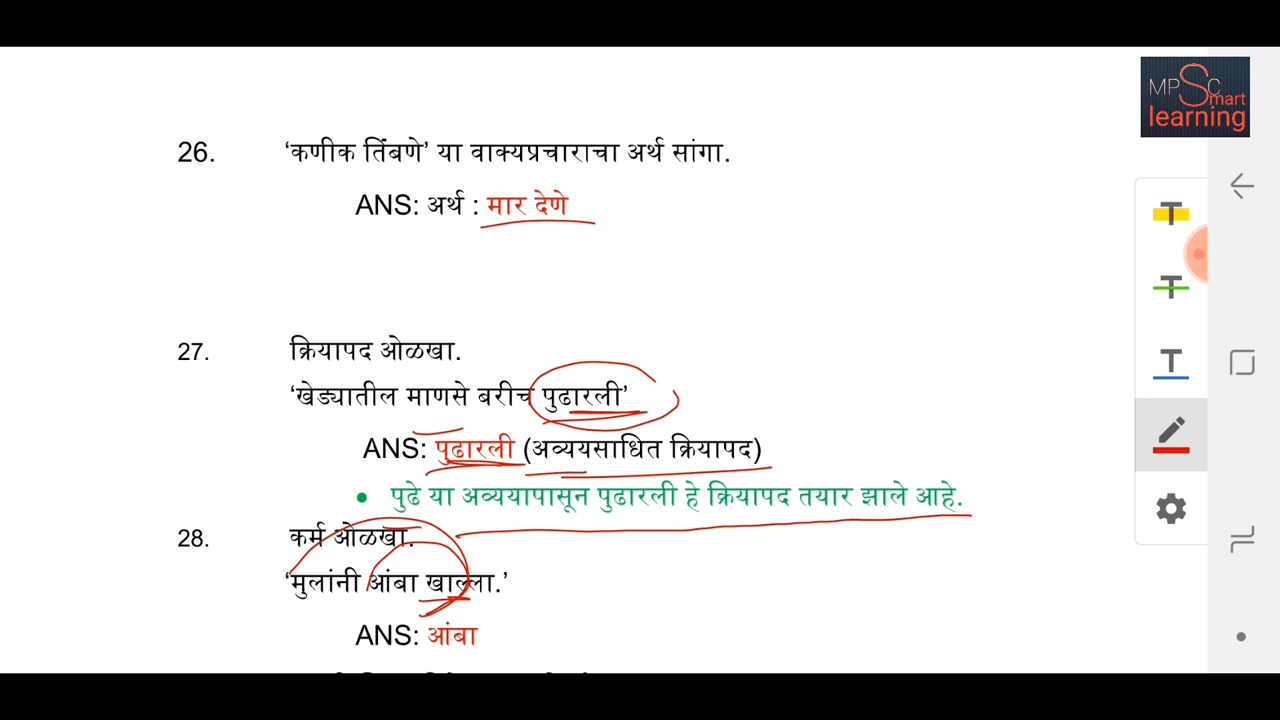 MPSC
Smart
learning
26. ‘कणीक तिंबणे’ या वाक्यप्रचाराचा अर्थ सांगा.
ANS: अर्थ : मार देणे
27. क्रियापद ओळखा.
‘खेड्यातील माणसे बरीच पुढारली’
ANS: पुढारली (अव्ययसाधित क्रियापद)
• पुढे या अव्ययापासून पुढारली हे क्रियापद तयार झाले आहे.
28. कर्म ओळखा.
‘मुलांनी आंबा खाल्ला.’
ANS: आंबा